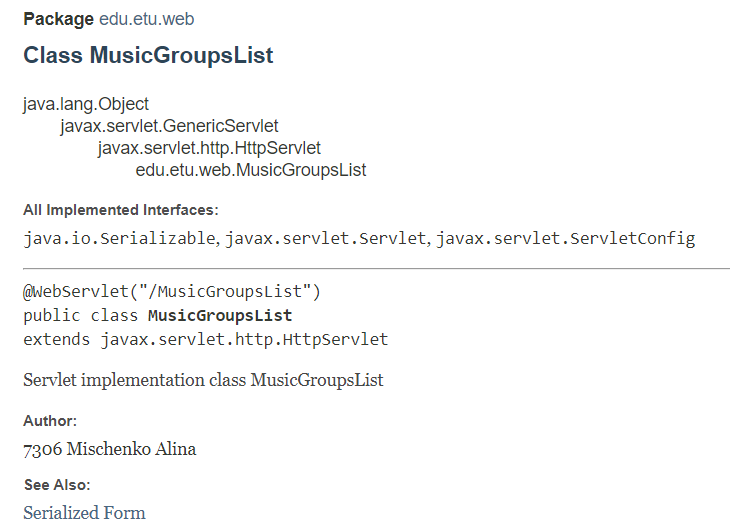 Package edu.etu.web
Class MusicGroupsList
java.lang.Object
javax.servlet.GenericServlet
javax.servlet.http.HttpServlet
edu.etu.web.MusicGroupsList
All Implemented Interfaces:
java.io.Serializable, javax.servlet.Servlet, javax.servlet.ServletConfig
@WebServlet("/MusicGroupsList")
public class MusicGroupsList
extends javax.servlet.http.HttpServlet
Servlet implementation class MusicGroupsList
Author:
7306 Mischenko Alina
See Also:
Serialized Form